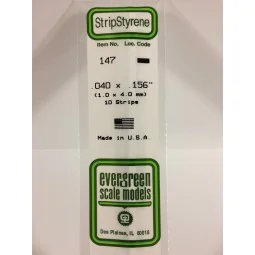 StripStyrene
Item No. Loc. Code
147
.040 x .156"
(1.0 x 4.0 mm)
10 Strips
Made in U.S.A.
evergreen
scale models
Des Plaines, IL 60018